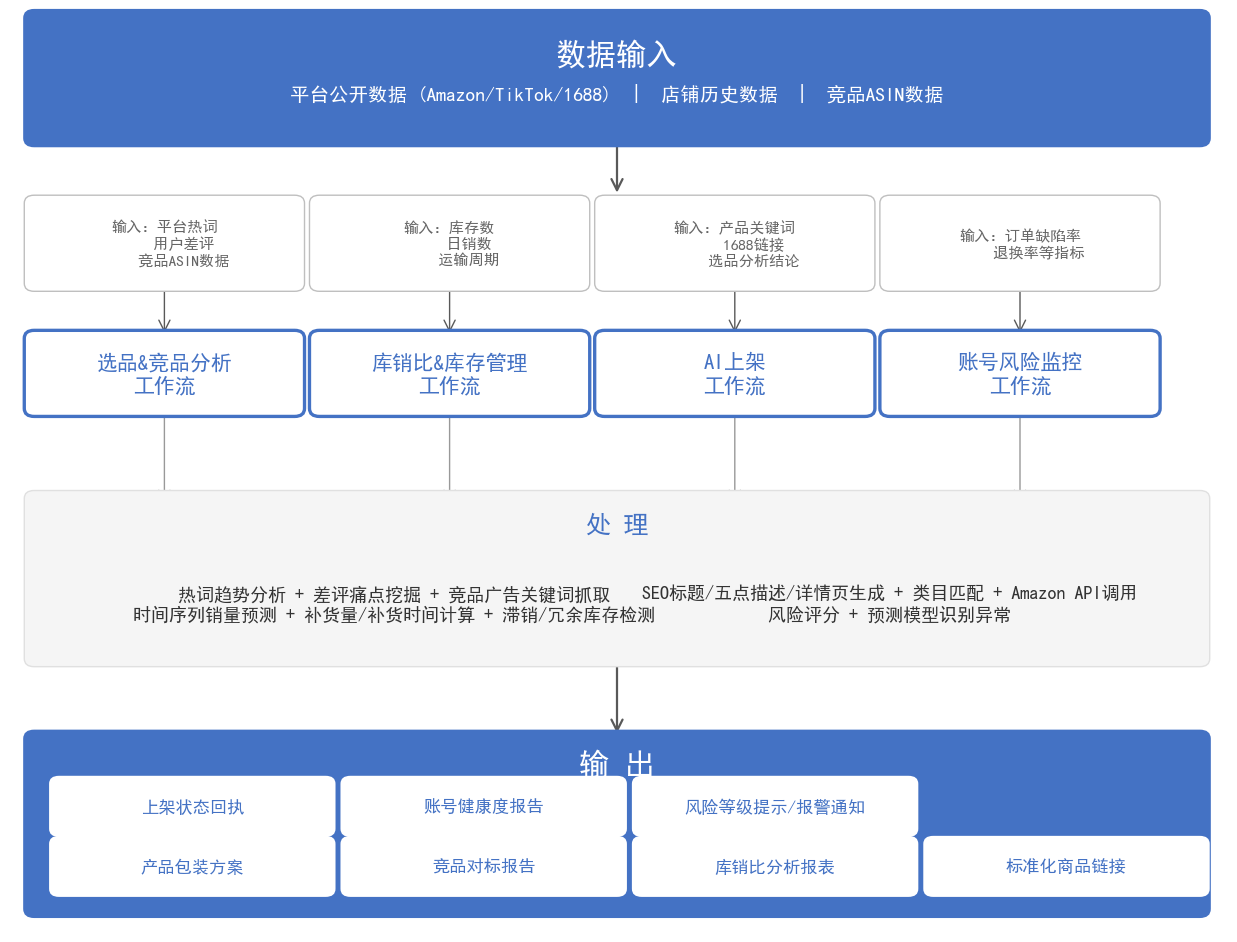 数据输入
平台公开数据 (Amazon/TikTok/1688) | 店铺历史数据 | 竞品ASIN数据
输入: 平台热词
用户差评
竞品ASIN数据
输入: 库存数
日销数
运输周期
输入: 产品关键词
1688链接
选品分析结论
输入: 订单缺陷率
退换率等指标
选品&竞品分析
工作流
库销比&库存管理
工作流
AI上架
工作流
账号风险监控
工作流
处 理
热词趋势分析 + 差评痛点挖掘 + 竞品广告关键词抓取
时间序列销量预测 + 补货量/补货时间计算 + 滞销/冗余库存检测
SEO标题/五点描述/详情页生成 + 类目匹配 + Amazon API调用
风险评分 + 预测模型识别异常
输 出
上架状态回执
账号健康度报告
风险等级提示/报警通知
产品包装方案
竞品对标报告
库销比分析报表
标准化商品链接